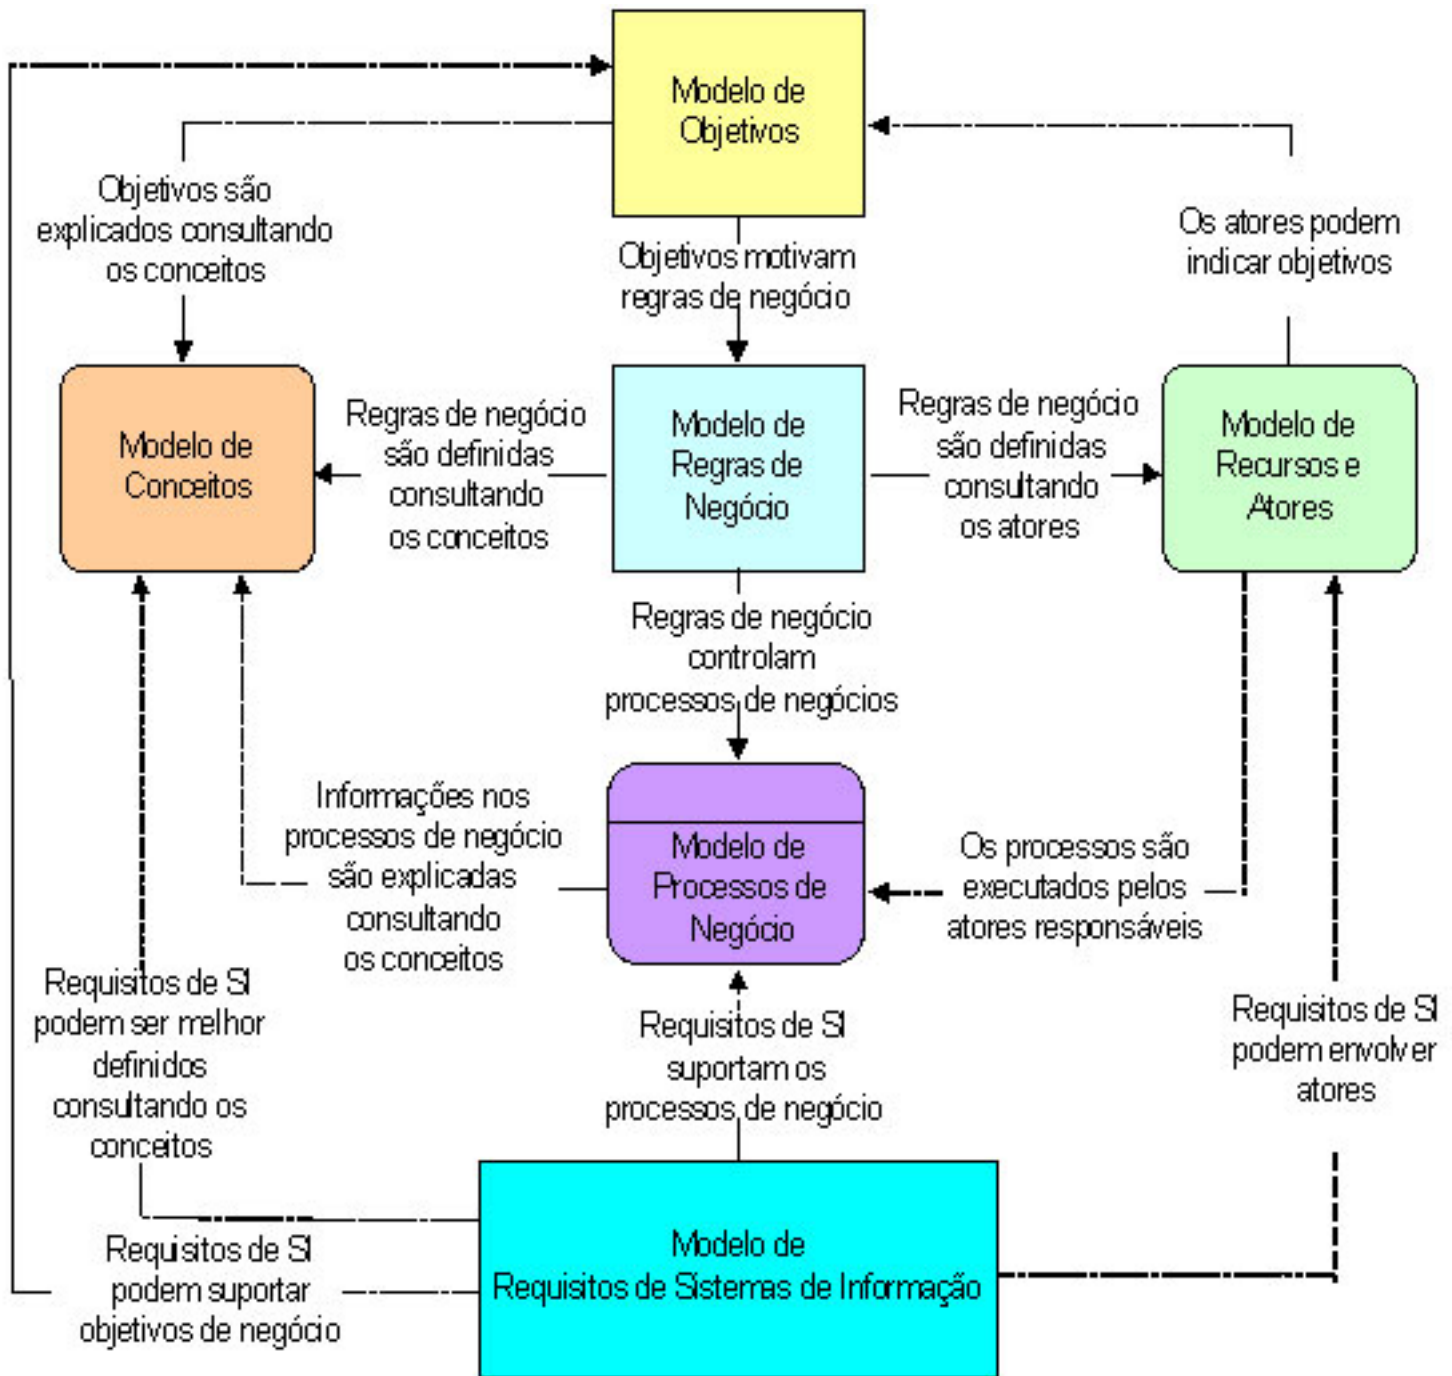 Modelo de
Objetivos
Objetivos são
explicados consultando
os conceitos
Objetivos motivam
regras de negócio
Os atores podem
indicar objetivos
Modelo de
Conceitos
Regras de negócio
são definidas
consultando
os conceitos
Modelo de
Regras de
Negócio
Regras de negócio
são definidas
consultando
os atores
Modelo de
Recursos e
Atores
Regras de negócio
controlam
processos de negócios
Informações nos
processos de negócio
são explicadas
consultando
os conceitos
Modelo de
Processos de
Negócio
Os processos são
executados pelos
atores responsáveis
Requisitos de SI
podem ser melhor
definidos
consultando os
conceitos
Requisitos de SI
suportam os
processos de negócio
Requisitos de SI
podem envolver
atores
Requisitos de SI
podem suportar
objetivos de negócio
Modelo de
Requisitos de Sistemas de Informação